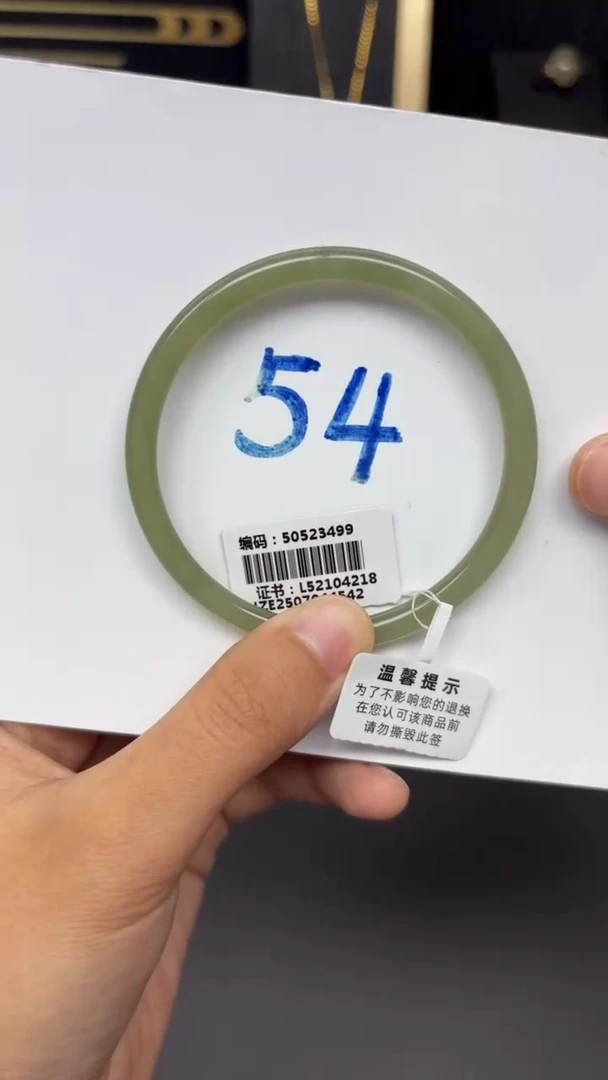 54
编码：50523499
证书：L52104218
温馨提示
为了不影响您的退换
在您认可该商品前
请勿撕毁此签